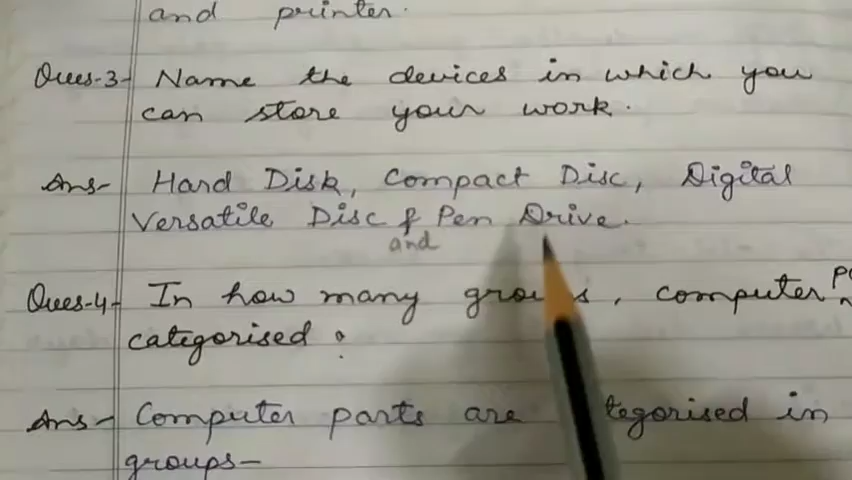 and printer.
Ques-3- Name the devices in which you
can store your work.
Ans- Hard Disk, Compact Disc, Digital
Versatile Disc & Pen Drive.
and
Ques-4- In how many , computer
categorised ?
Ans- Computer parts are in
groups-